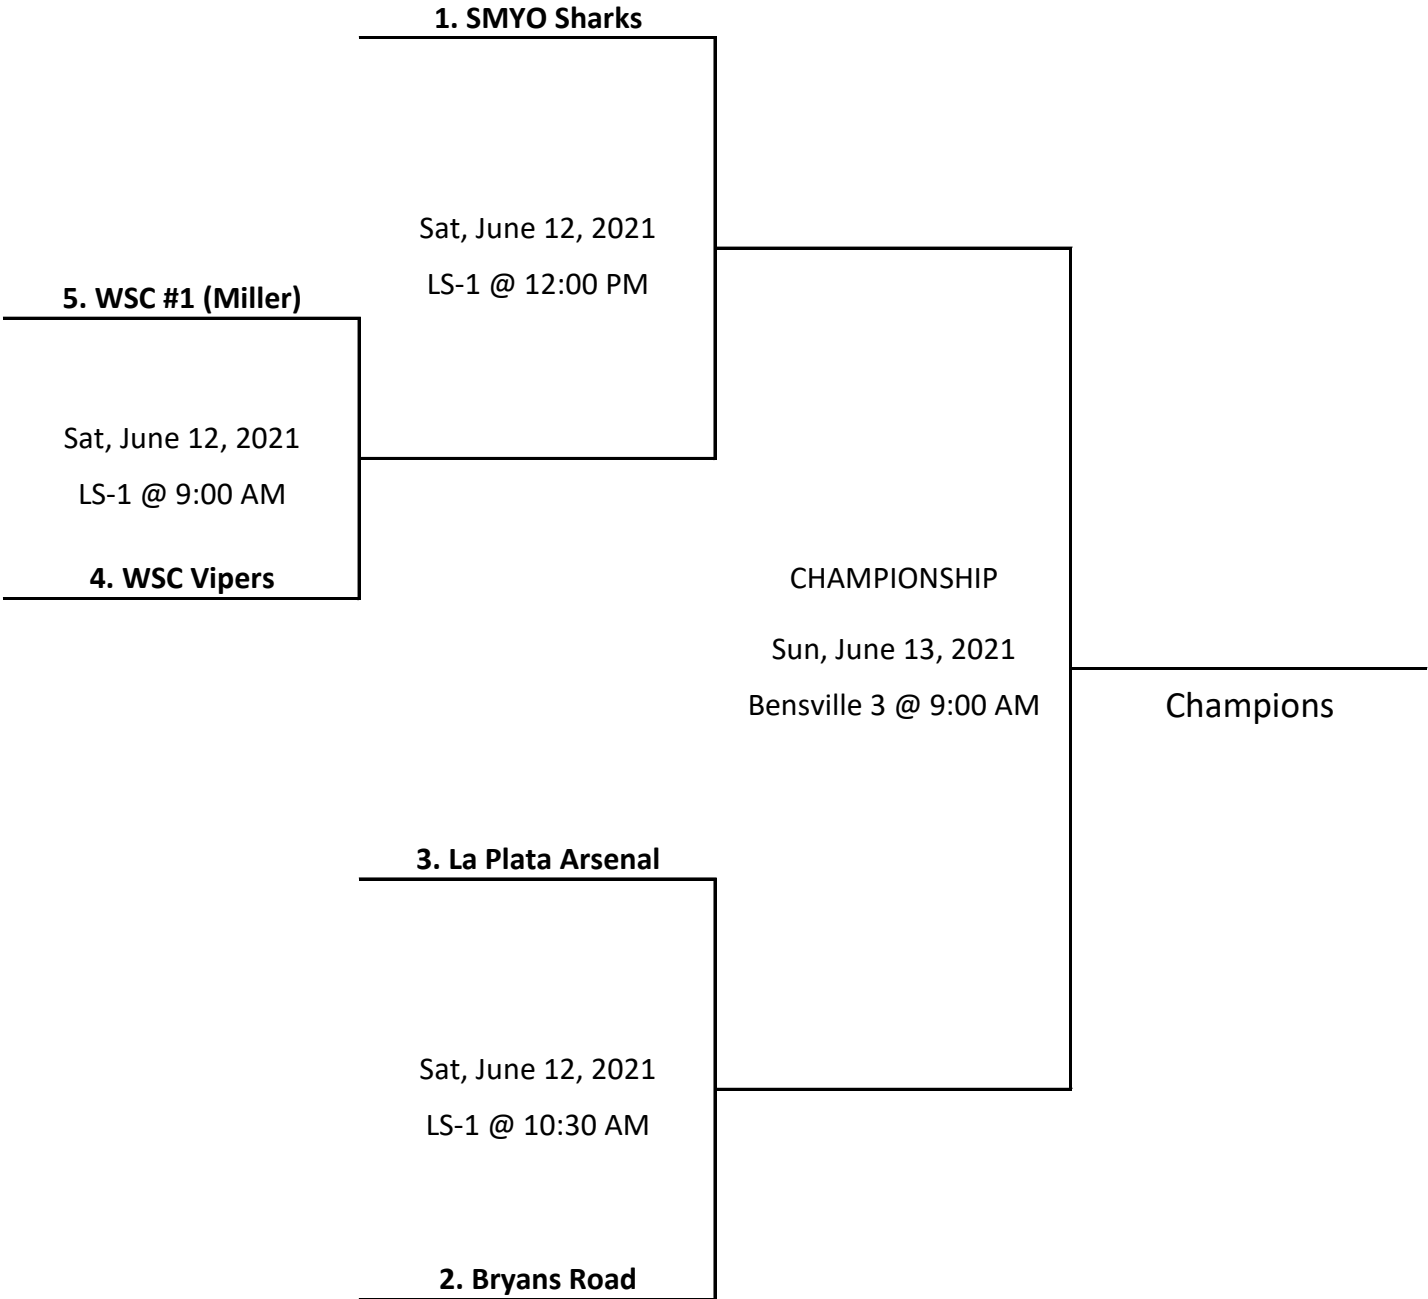 1. SMYO Sharks
Sat, June 12, 2021
LS-1 @ 12:00 PM
5. WSC #1 (Miller)
Sat, June 12, 2021
LS-1 @ 9:00 AM
4. WSC Vipers
CHAMPIONSHIP
Sun, June 13, 2021
Bensville 3 @ 9:00 AM
Champions
3. La Plata Arsenal
Sat, June 12, 2021
LS-1 @ 10:30 AM
2. Bryans Road